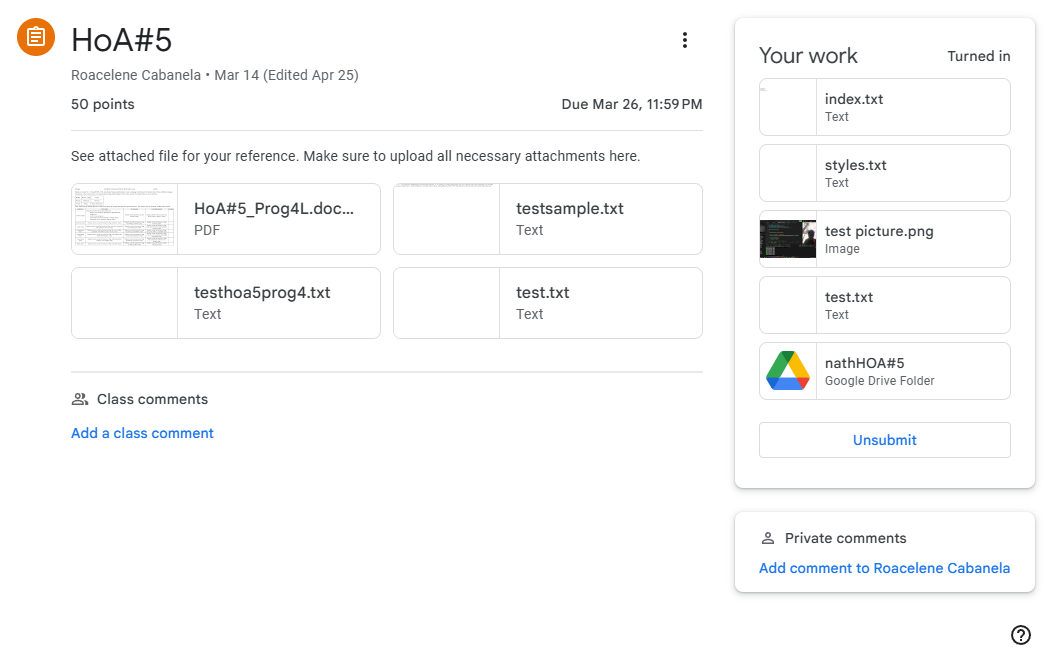 HoA#5
Roacelene Cabanela • Mar 14 (Edited Apr 25)
50 points
Due Mar 26, 11:59 PM
See attached file for your reference. Make sure to upload all necessary attachments here.
HoA#5_Prog4L.doc...
PDF
testsample.txt
Text
testhoa5prog4.txt
Text
test.txt
Text
Class comments
Add a class comment
Your work
Turned in
index.txt
Text
styles.txt
Text
test picture.png
Image
test.txt
Text
nathHOA#5
Google Drive Folder
Unsubmit
Private comments
Add comment to Roacelene Cabanela